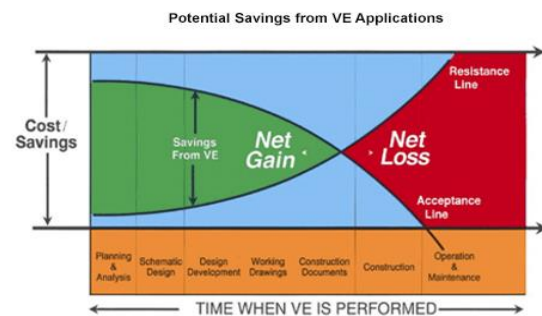 Potential Savings from VE Applications
Cost/
Savings
Savings
From VE
Net
Gain
Net
Loss
Resistance
Line
Acceptance
Line
Planning
&
Analysis
Schematic
Design
Design
Development
Working
Drawings
Construction
Documents
Construction
Operation
&
Maintenance
TIME WHEN VE IS PERFORMED